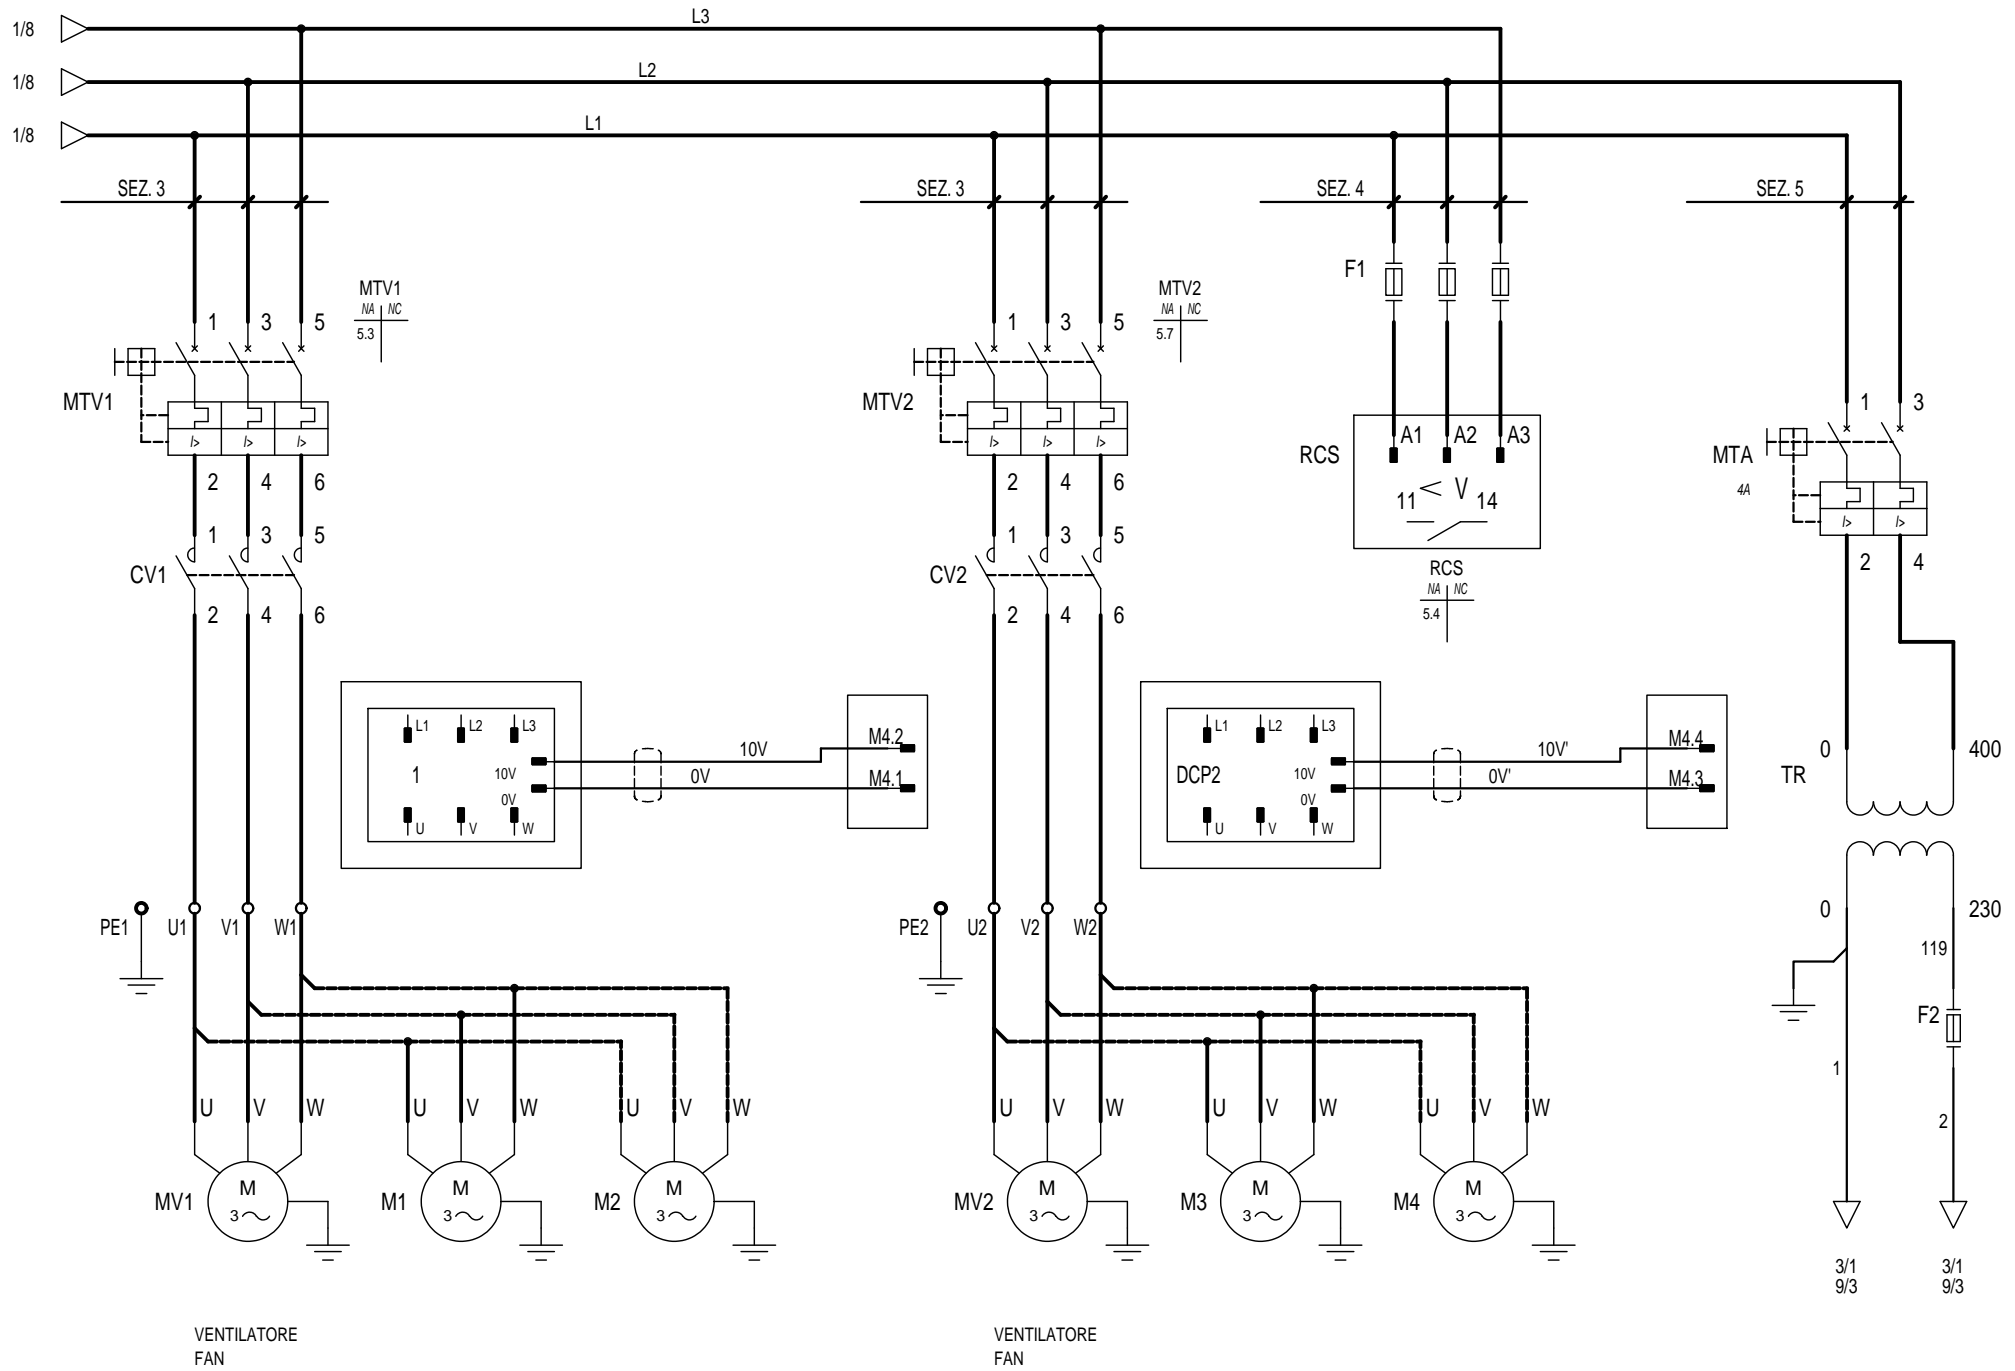 1/8 L3
1/8 L2
1/8 L1
SEZ. 3 SEZ. 3 SEZ. 4 SEZ. 5
F1
MTV1 MTV2
NA NC NA NC
5.3 5.7
1 3 5 1 3 5
MTV1 MTV2
I> I> I> I> I> I>
2 4 6 2 4 6
1 3
MTA
4A
I> I>
2 4
RCS A1 A2 A3
< V
11 14
RCS
NA NC
5.4
1 3 5 1 3 5
CV1 CV2
2 4 6 2 4 6
L1 L2 L3
1
10V
0V
U V W
10V
0V
M4.2
M4.1
L1 L2 L3
DCP2
10V
0V
U V W
10V'
0V'
M4.4
M4.3
0 400
TR
0 230
119
F2
1
2
PE1 U1 V1 W1
PE2 U2 V2 W2
U V W U V W U V W
U V W U V W U V W
MV1 M 3
M1 M 3
M2 M 3
MV2 M 3
M3 M 3
M4 M 3
3/1 3/1
9/3 9/3
VENTILATORE
FAN
VENTILATORE
FAN